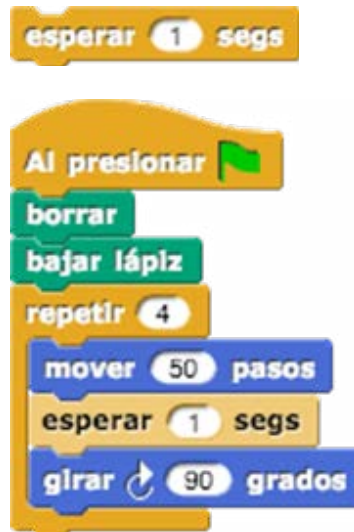 esperar 1 segs
Al presionar
borrar
bajar lápiz
repetir 4
mover 50 pasos
esperar 1 segs
girar 90 grados